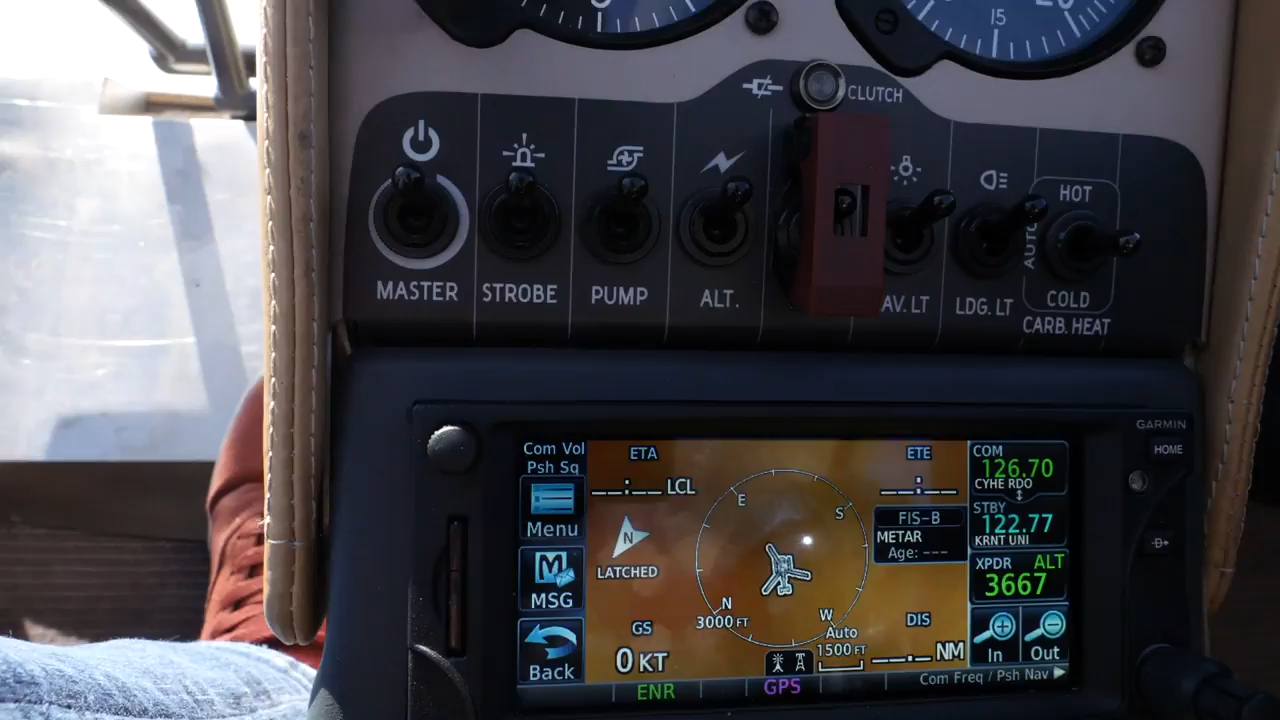 15
CLUTCH
HOT
AUTO
MASTER
STROBE
PUMP
ALT.
AV. LT
LDG. LT
COLD
CARB. HEAT
GARMIN
HOME
Com Vol
Psh Sq
Menu
MSG
Back
ETA
__:__ LCL
N
LATCHED
GS
0 KT
ENR
E
S
N
W
3000 FT
Auto
1500 FT
GPS
ETE
__:__
FIS-B
METAR
Age: ---
DIS
__.__ NM
COM
126.70
CYHE RDO
STBY
122.77
KRNT UNI
XPDR ALT
3667
In
Out
Com Freq / Psh Nav